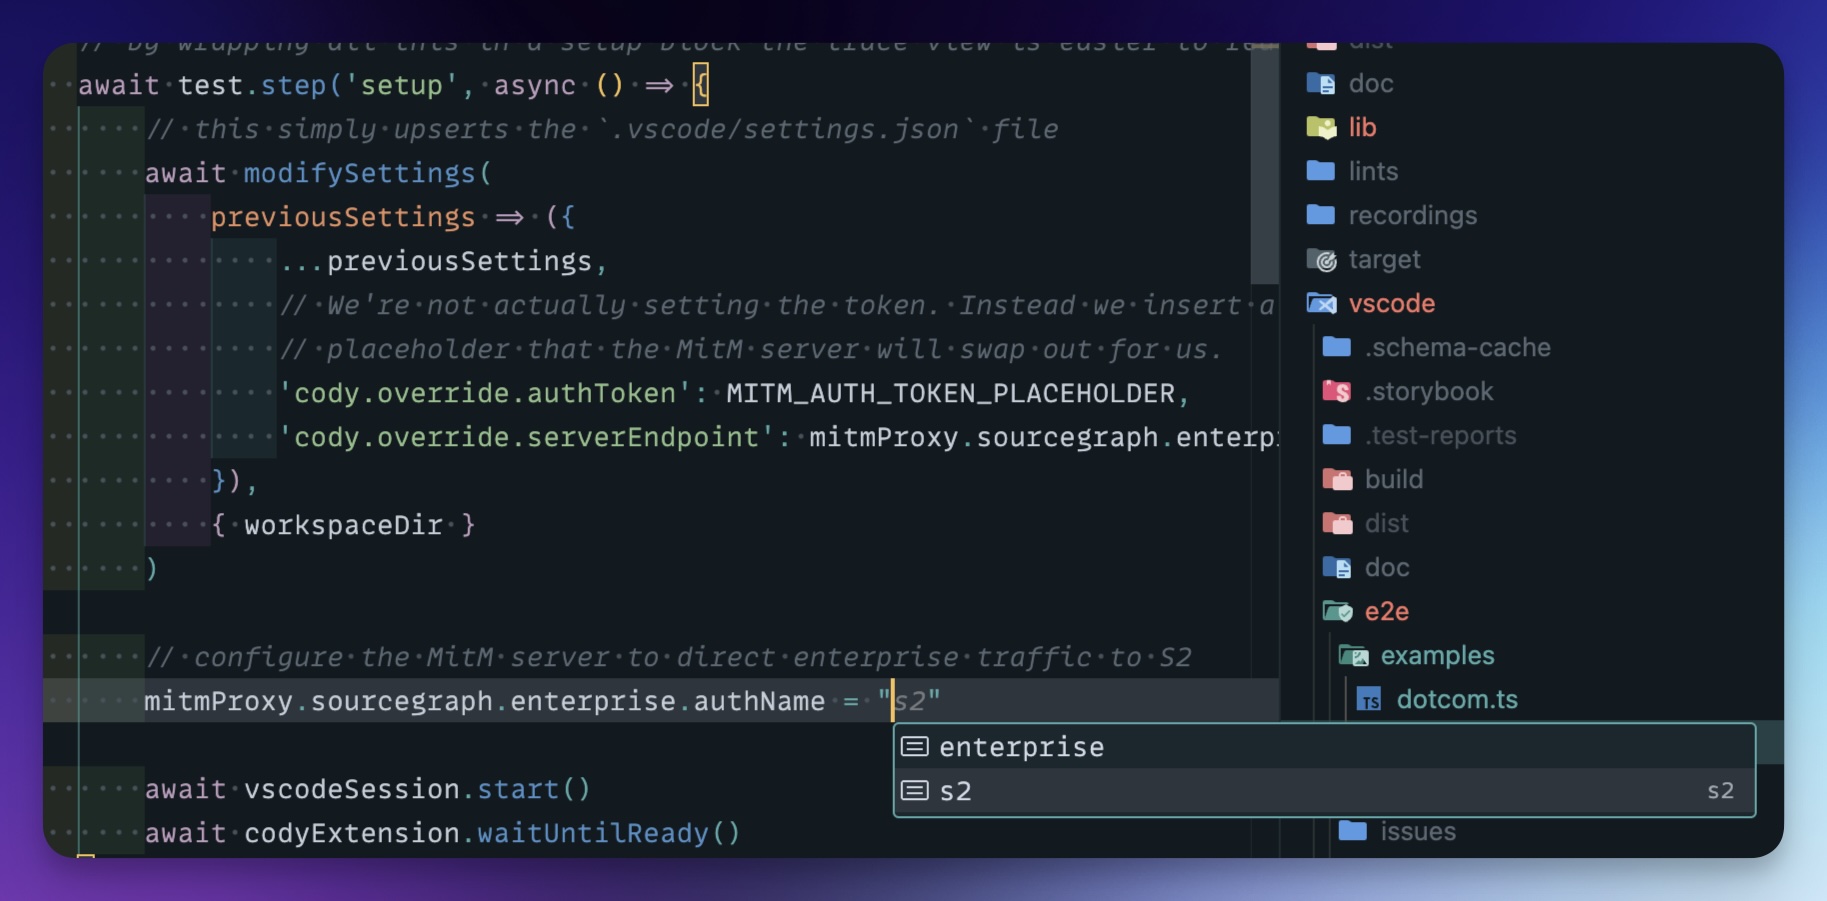 // By wrapping all this in a setup block the trace view is easier to
await test.step('setup', async () => {
// this simply upserts the `.vscode/settings.json` file
await modifySettings(
previousSettings => ({
...previousSettings,
// We're not actually setting the token. Instead we insert a
// placeholder that the MitM server will swap out for us.
'cody.override.authToken': MITM_AUTH_TOKEN_PLACEHOLDER,
'cody.override.serverEndpoint': mitmProxy.sourcegraph.enterp
}),
{ workspaceDir }
)
// configure the MitM server to direct enterprise traffic to S2
mitmProxy.sourcegraph.enterprise.authName = "s2"
enterprise
s2 s2
await vscodeSession.start()
await codyExtension.waitUntilReady()
dist
doc
lib
lints
recordings
target
vscode
.schema-cache
.storybook
.test-reports
build
dist
doc
e2e
examples
TS dotcom.ts
issues